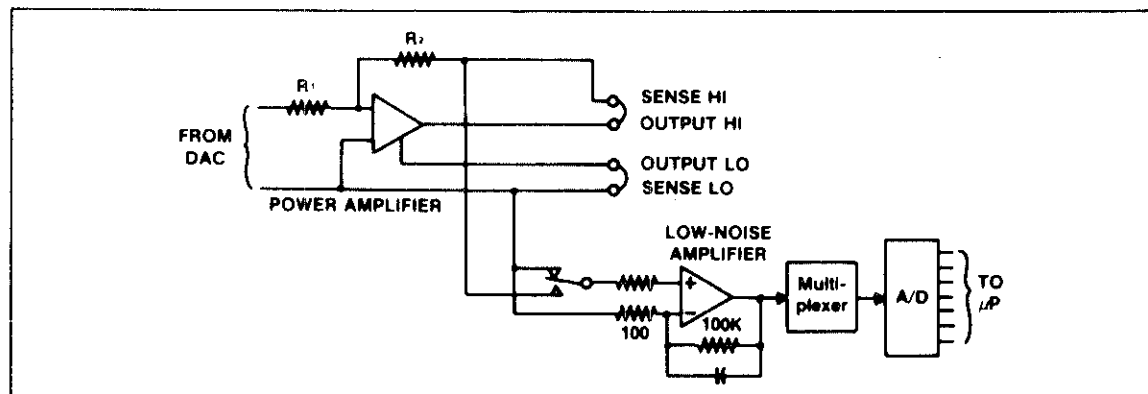 R2
R1
SENSE HI
OUTPUT HI
FROM
DAC
OUTPUT LO
SENSE LO
POWER AMPLIFIER
LOW-NOISE
AMPLIFIER
+
−
100
100K
Multi-
plexer
A/D
TO
μP